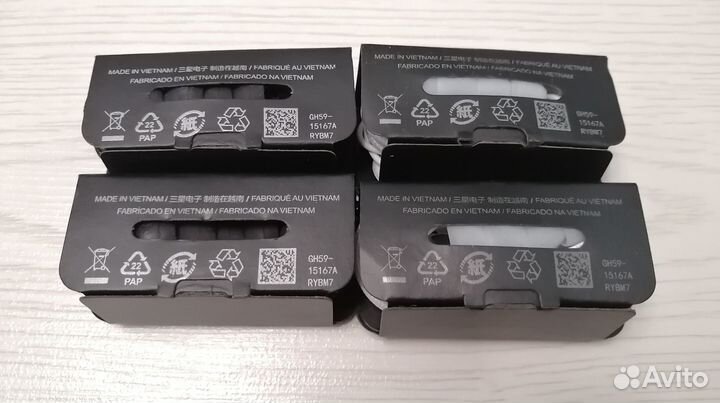 MADE IN VIETNAM / 三星电子 制造在越南 / FABRIQUÉ AU VIETNAM
FABRICADO EN VIETNAM / FABRICADO NA VIETNAM
22
PAP
紙
GH59-
15167A
RYBM7
MADE IN VIETNAM / 三星电子 制造在越南 / FABRIQUÉ AU VIETNAM
FABRICADO EN VIETNAM / FABRICADO NA VIETNAM
22
PAP
紙
GH59-
15167A
RYBM7
MADE IN VIETNAM / 三星电子 制造在越南 / FABRIQUÉ AU VIETNAM
FABRICADO EN VIETNAM / FABRICADO NA VIETNAM
22
PAP
紙
GH59-
15167A
RYBM7
MADE IN VIETNAM / 三星电子 制造在越南 / FABRIQUÉ AU VIETNAM
FABRICADO EN VIETNAM / FABRICADO NA VIETNAM
22
PAP
紙
GH59-
15167A
RYBM7
Avito